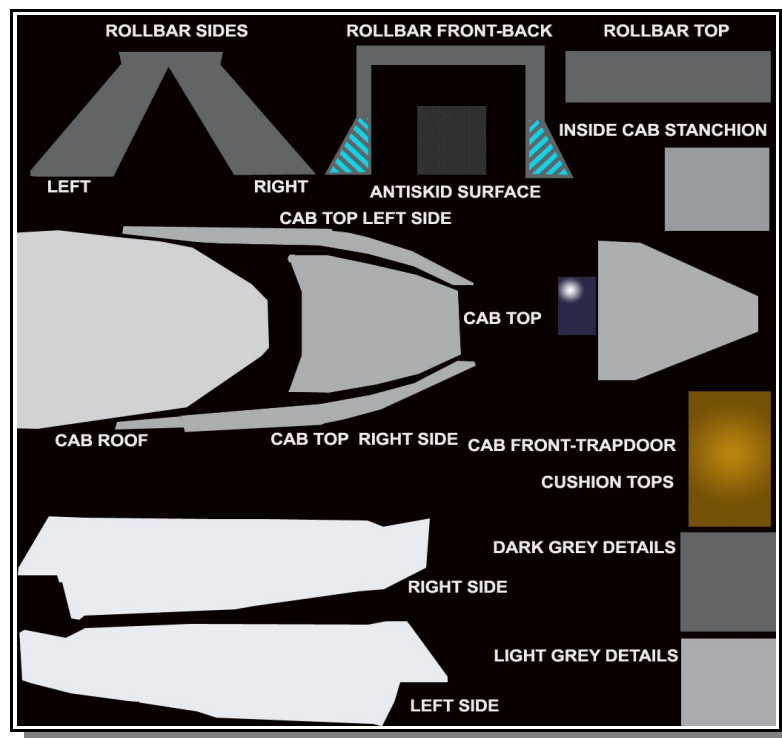 ROLLBAR SIDES
ROLLBAR FRONT-BACK
ROLLBAR TOP
INSIDE CAB STANCHION
LEFT
RIGHT
ANTISKID SURFACE
CAB TOP LEFT SIDE
CAB TOP
CAB ROOF
CAB TOP RIGHT SIDE
CAB FRONT-TRAPDOOR
CUSHION TOPS
DARK GREY DETAILS
RIGHT SIDE
LIGHT GREY DETAILS
LEFT SIDE